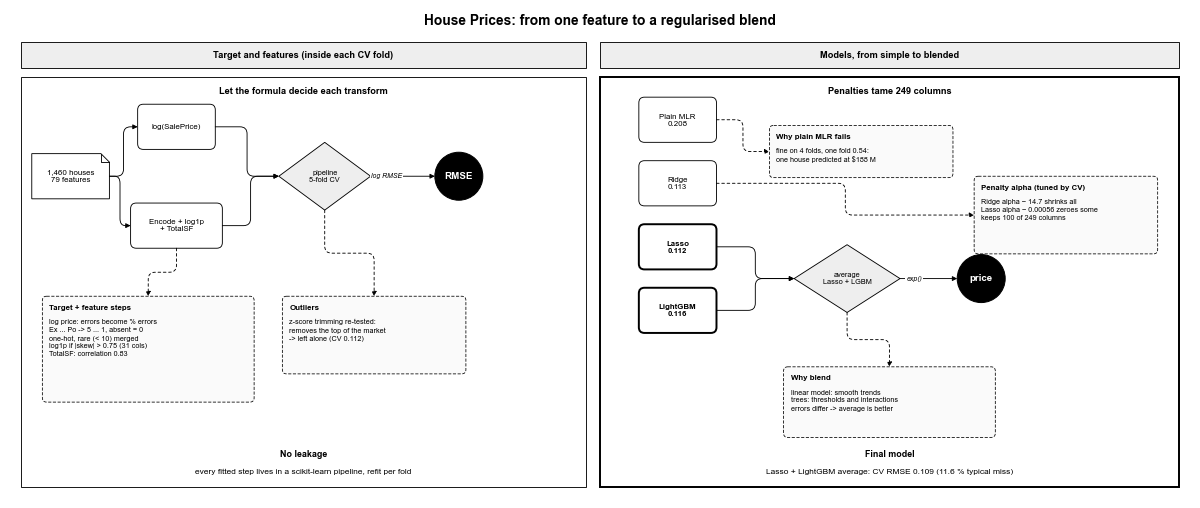 House Prices: from one feature to a regularised blend
Target and features (inside each CV fold)
Let the formula decide each transform
log(SalePrice)
1,460 houses
79 features
pipeline
5-fold CV
log RMSE
RMSE
Encode + log1p
+ TotalSF
Target + feature steps
log price: errors become % errors
Ex ... Po -> 5 ... 1, absent = 0
one-hot, rare (< 10) merged
log1p if |skew| > 0.75 (31 cols)
TotalSF: correlation 0.83
Outliers
z-score trimming re-tested:
removes the top of the market
-> left alone (CV 0.112)
No leakage
every fitted step lives in a scikit-learn pipeline, refit per fold
Models, from simple to blended
Penalties tame 249 columns
Plain MLR
0.208
Why plain MLR fails
fine on 4 folds, one fold 0.54:
one house predicted at $188 M
Ridge
0.113
Penalty alpha (tuned by CV)
Ridge alpha ~ 14.7 shrinks all
Lasso alpha ~ 0.00056 zeroes some
keeps 100 of 249 columns
Lasso
0.112
average
Lasso + LGBM
exp()
price
LightGBM
0.116
Why blend
linear model: smooth trends
trees: thresholds and interactions
errors differ -> average is better
Final model
Lasso + LightGBM average: CV RMSE 0.109 (11.6 % typical miss)